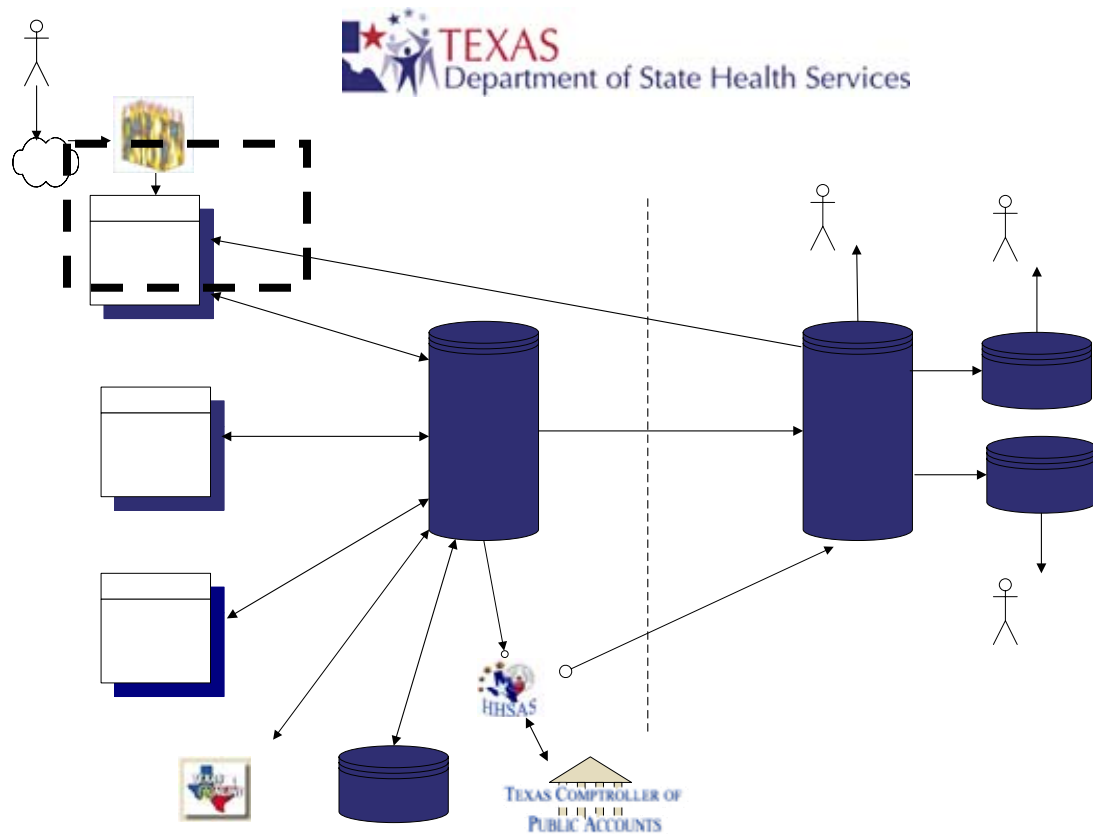 TEXAS
Department of State Health Services
HHSAS
TEXAS COMPTROLLER OF
PUBLIC ACCOUNTS